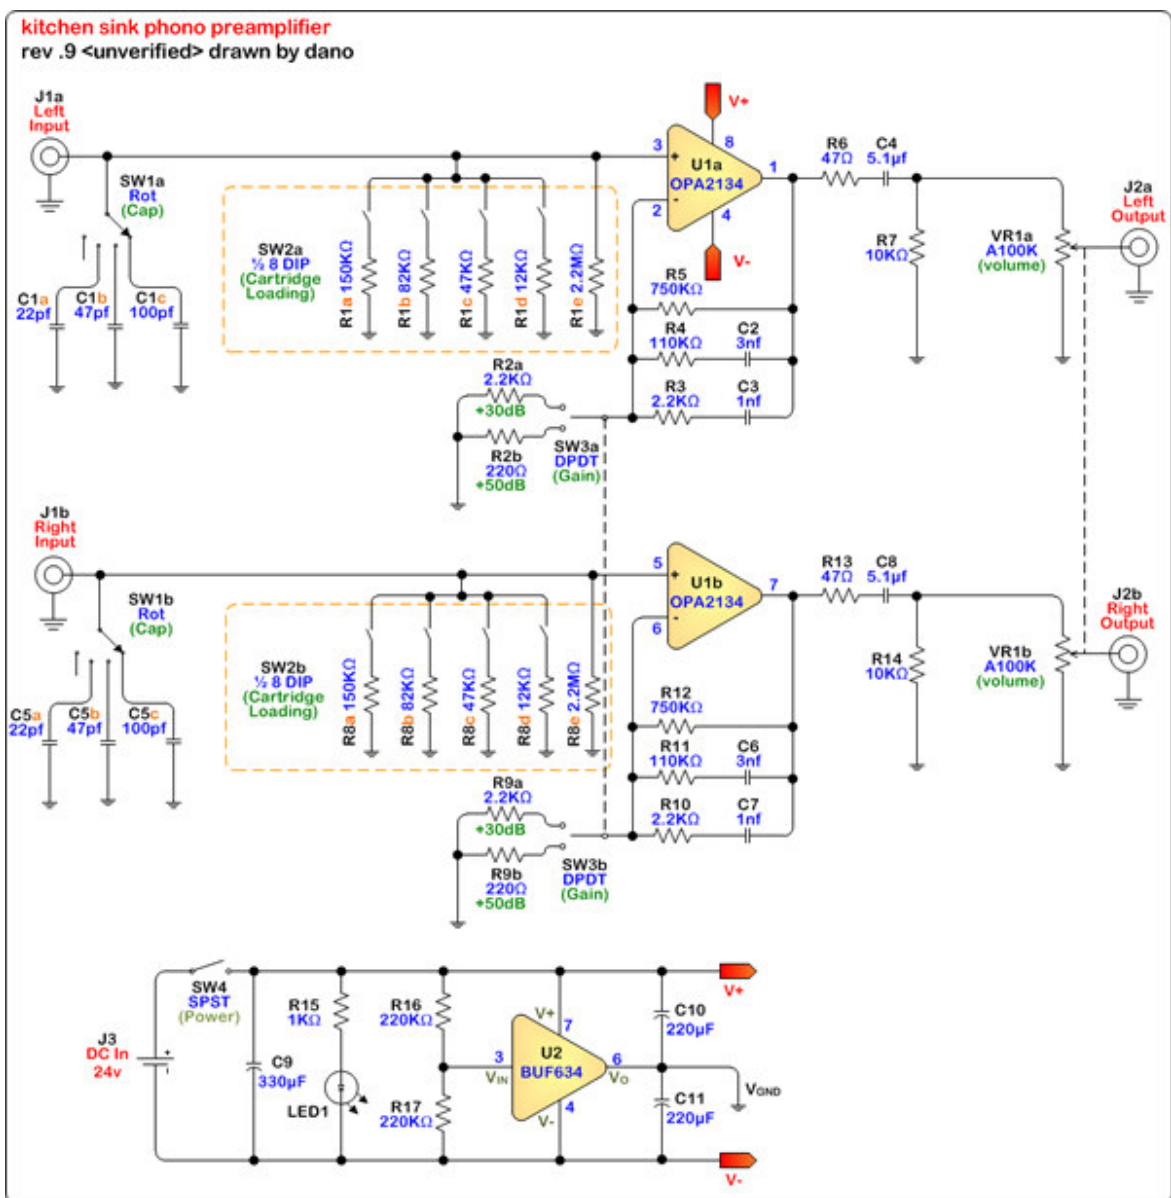 kitchen sink phono preamplifier
rev .9 <unverified> drawn by dano
J1a
Left
Input
SW1a
Rot
(Cap)
C1a
22pf
C1b
47pf
C1c
100pf
SW2a
½ 8 DIP
(Cartridge
Loading)
R1a 150KΩ
R1b 82KΩ
R1c 47KΩ
R1d 12KΩ
R1e 2.2MΩ
3
+
2
-
U1a
OPA2134
8
V+
4
V-
1
R6
47Ω
C4
5.1µf
R7
10KΩ
VR1a
A100K
(volume)
J2a
Left
Output
R5
750KΩ
R4
110KΩ
C2
3nf
R3
2.2KΩ
C3
1nf
R2a
2.2KΩ
+30dB
R2b
220Ω
+50dB
SW3a
DPDT
(Gain)
J1b
Right
Input
SW1b
Rot
(Cap)
C5a
22pf
C5b
47pf
C5c
100pf
SW2b
½ 8 DIP
(Cartridge
Loading)
R8a 150KΩ
R8b 82KΩ
R8c 47KΩ
R8d 12KΩ
R8e 2.2MΩ
5
+
6
-
U1b
OPA2134
7
R13
47Ω
C8
5.1µf
R14
10KΩ
VR1b
A100K
(volume)
J2b
Right
Output
R12
750KΩ
R11
110KΩ
C6
3nf
R10
2.2KΩ
C7
1nf
R9a
2.2KΩ
+30dB
R9b
220Ω
+50dB
SW3b
DPDT
(Gain)
SW4
SPST
(Power)
J3
DC In
24v
+
-
C9
330µF
R15
1KΩ
LED1
R16
220KΩ
R17
220KΩ
3
VIN
U2
BUF634
V+
7
6
VO
4
V-
C10
220µF
C11
220µF
VGND
V+
V-